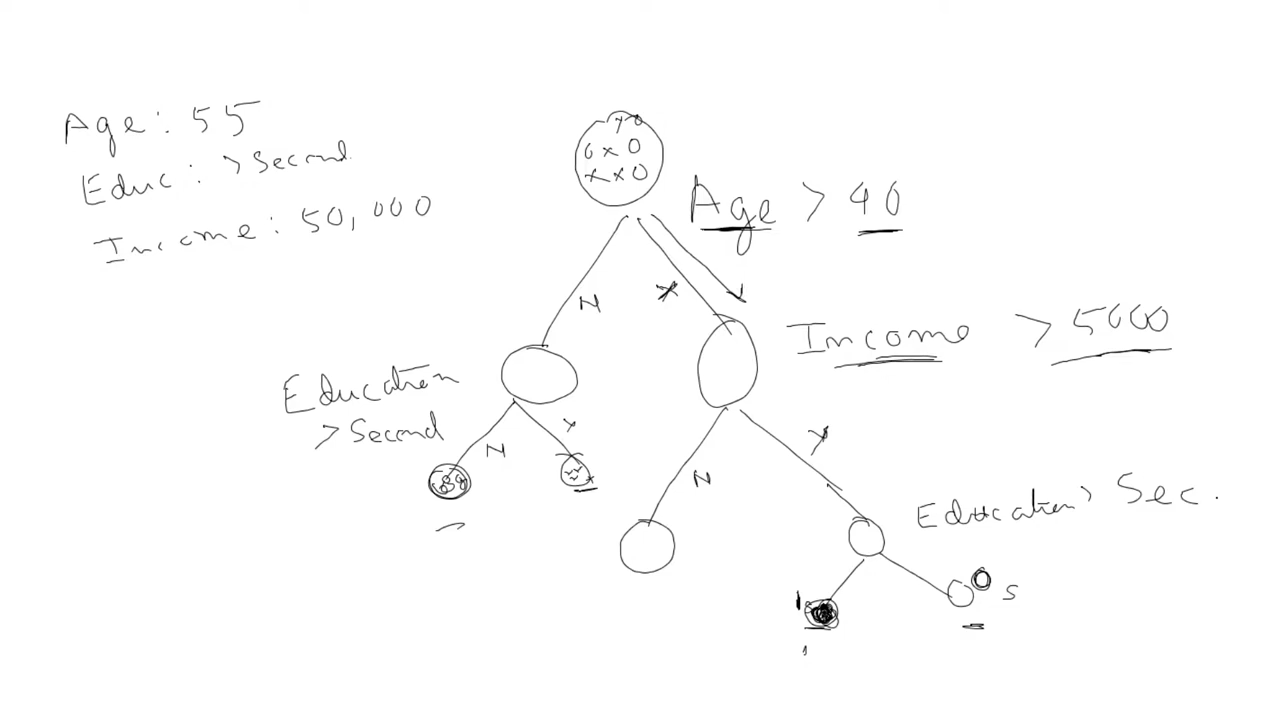 Age: 55
Educ: >Second
Income: 50,000
Age > 40
N
Y
Income > 5000
Education
> Second
N
Y
N
Y
Education > Sec.